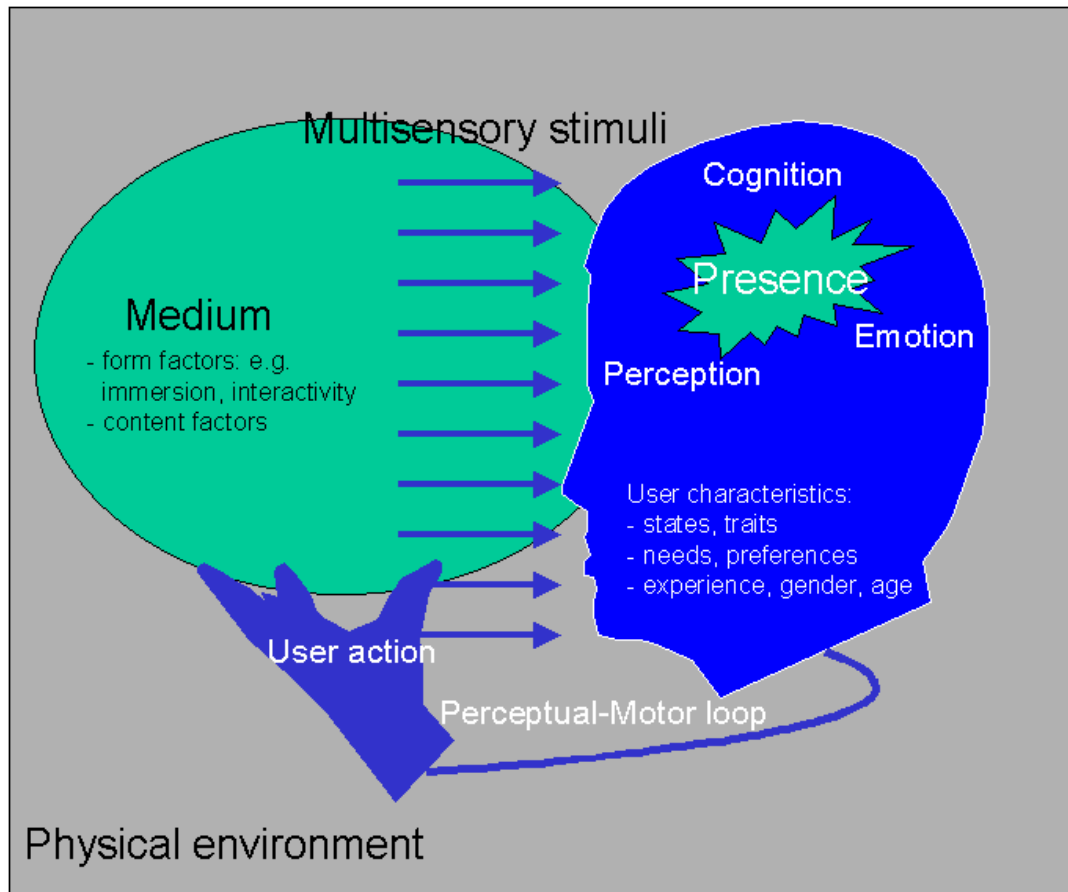 Multisensory stimuli
Cognition
Presence
Emotion
Perception
Medium
- form factors: e.g.
immersion, interactivity
- content factors
User characteristics:
- states, traits
- needs, preferences
- experience, gender, age
User action
Perceptual-Motor loop
Physical environment